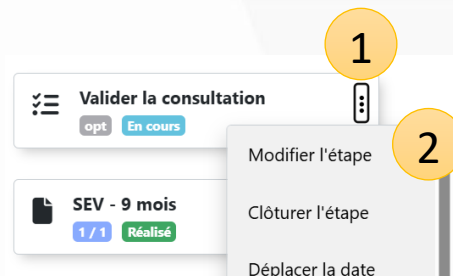 1
Valider la consultation
opt En cours
2
Modifier l'étape
SEV - 9 mois
Clôturer l'étape
1 / 1 Réalisé
Déplacer la date